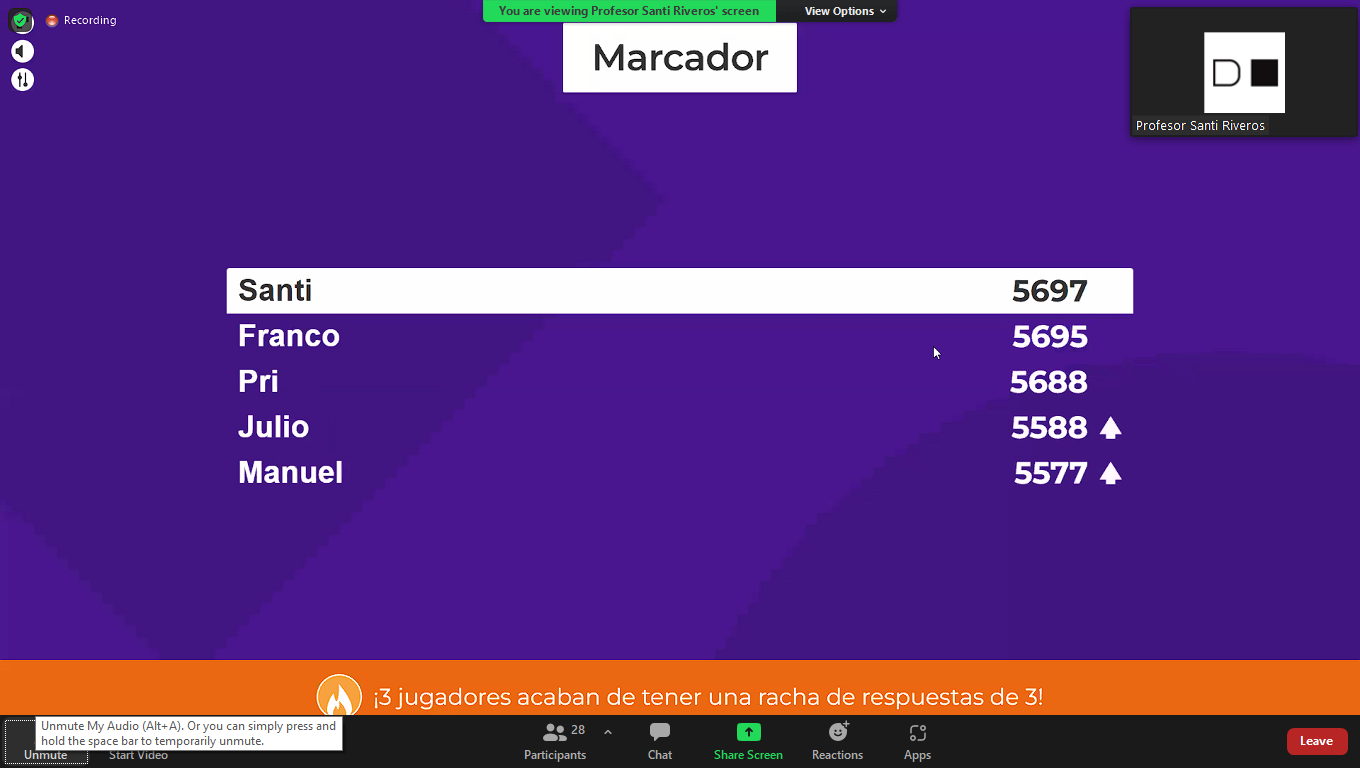 Recording
You are viewing Profesor Santi Riveros' screen
View Options
Marcador
D
Profesor Santi Riveros
Santi 5697
Franco 5695
Pri 5688
Julio 5588
Manuel 5577
¡3 jugadores acaban de tener una racha de respuestas de 3!
Unmute My Audio (Alt+A). Or you can simply press and
hold the space bar to temporarily unmute.
Unmute
Start Video
28
Participants
Chat
Share Screen
Reactions
Apps
Leave